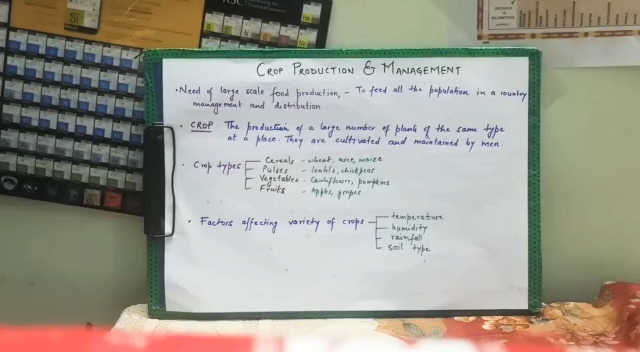 CROP PRODUCTION & MANAGEMENT
• Need of large scale food production, - To feed all the population in a country
management and distribution
• CROP The production of a large number of plants of the same type
at a place. They are cultivated and maintained by men.
• Crop types Cereals - wheat, rice, maize
Pulses - lentils, chickpeas
Vegetables - Cauliflower, pumpkins
Fruits - Apples, grapes
• Factors affecting variety of crops temperature
humidity
rainfall
soil type
Si